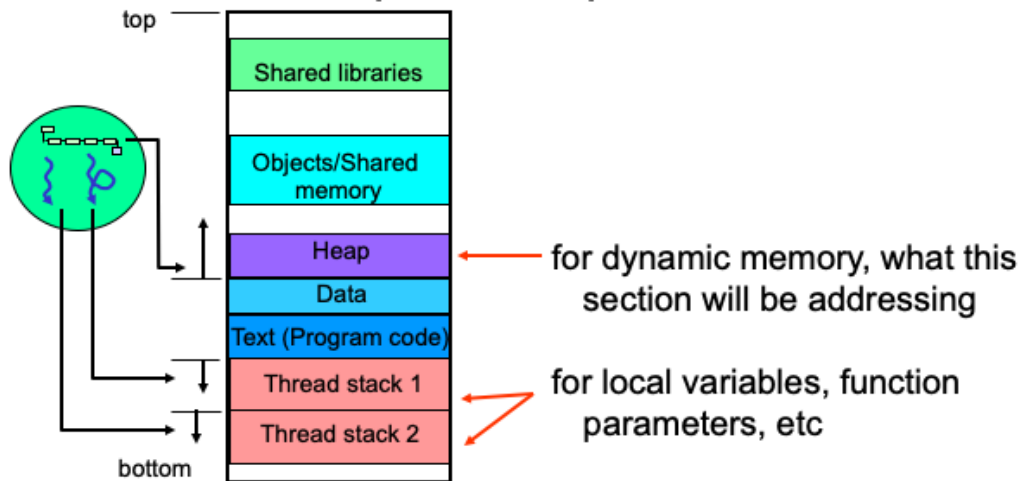 top
Shared libraries
Objects/Shared
memory
Heap
for dynamic memory, what this
section will be addressing
Data
Text (Program code)
Thread stack 1
for local variables, function
parameters, etc
Thread stack 2
bottom